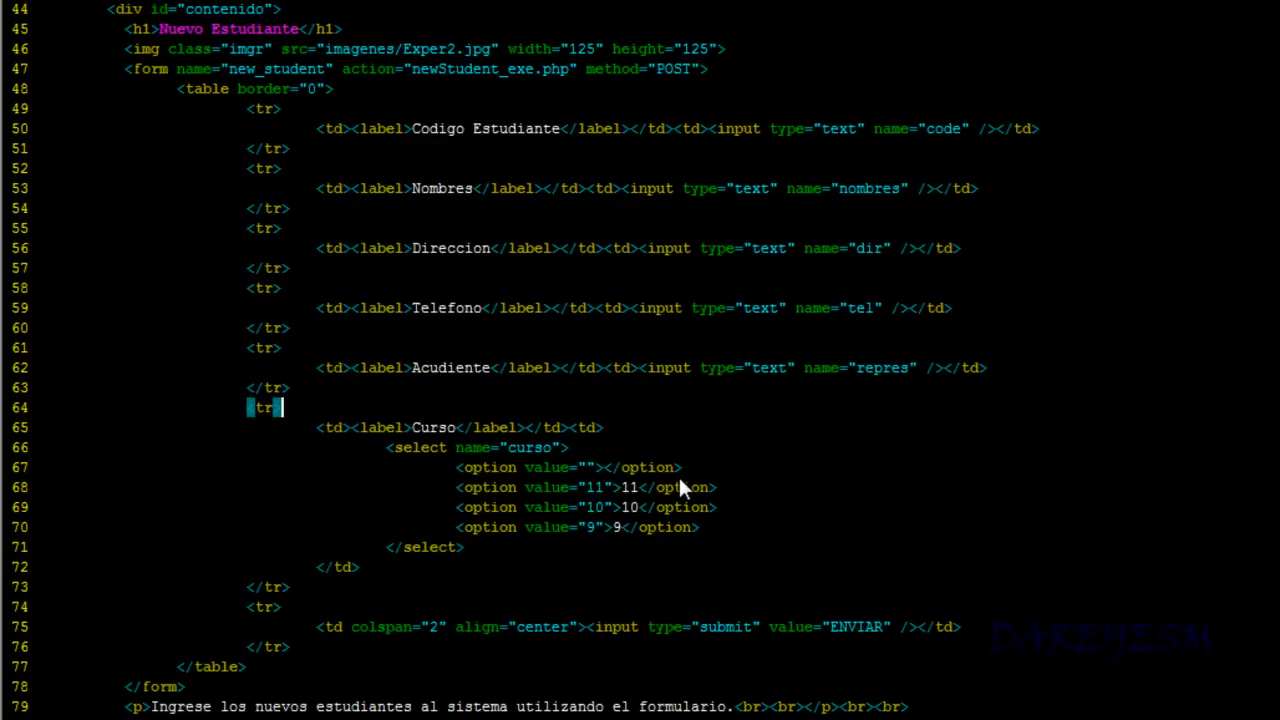 44 <div id="contenido">
45 <h1>Nuevo Estudiante</h1>
46 <img class="imgr" src="imagenes/Exper2.jpg" width="125" height="125">
47 <form name="new_student" action="newStudent_exe.php" method="POST">
48 <table border="0">
49 <tr>
50 <td><label>Codigo Estudiante</label></td><td><input type="text" name="code" /></td>
51 </tr>
52 <tr>
53 <td><label>Nombres</label></td><td><input type="text" name="nombres" /></td>
54 </tr>
55 <tr>
56 <td><label>Direccion</label></td><td><input type="text" name="dir" /></td>
57 </tr>
58 <tr>
59 <td><label>Telefono</label></td><td><input type="text" name="tel" /></td>
60 </tr>
61 <tr>
62 <td><label>Acudiente</label></td><td><input type="text" name="repres" /></td>
63 </tr>
64 <tr>
65 <td><label>Curso</label></td><td>
66 <select name="curso">
67 <option value=""></option>
68 <option value="11">11</option>
69 <option value="10">10</option>
70 <option value="9">9</option>
71 </select>
72 </td>
73 </tr>
74 <tr>
75 <td colspan="2" align="center"><input type="submit" value="ENVIAR" /></td>
76 </tr>
77 </table>
78 </form>
79 <p>Ingrese los nuevos estudiantes al sistema utilizando el formulario.<br><br></p><br><br>